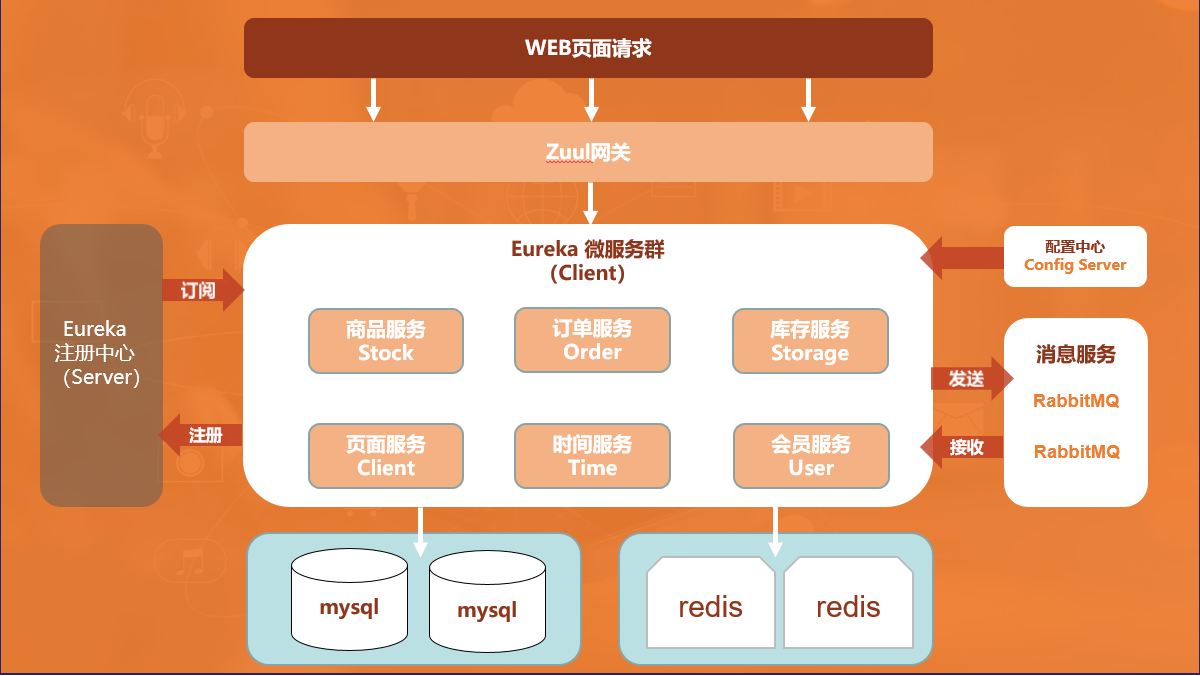 WEB页面请求
Zuul网关
Eureka 微服务群
（Client）
配置中心
Config Server
订阅
Eureka
注册中心
（Server）
注册
商品服务
Stock
订单服务
Order
库存服务
Storage
页面服务
Client
时间服务
Time
会员服务
User
发送
接收
消息服务
RabbitMQ
RabbitMQ
mysql
mysql
redis
redis